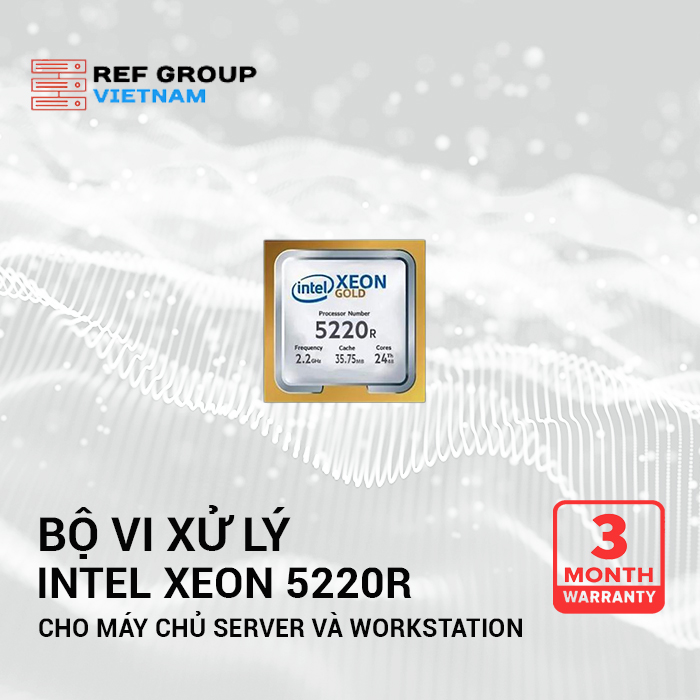 REF GROUP
VIETNAM
intel XEON
GOLD
Processor Number
5220R
Frequency Cache Cores
2.2GHz 35.75MB 24
BỘ VI XỬ LÝ
INTEL XEON 5220R
CHO MÁY CHỦ SERVER VÀ WORKSTATION
3
MONTH
WARRANTY